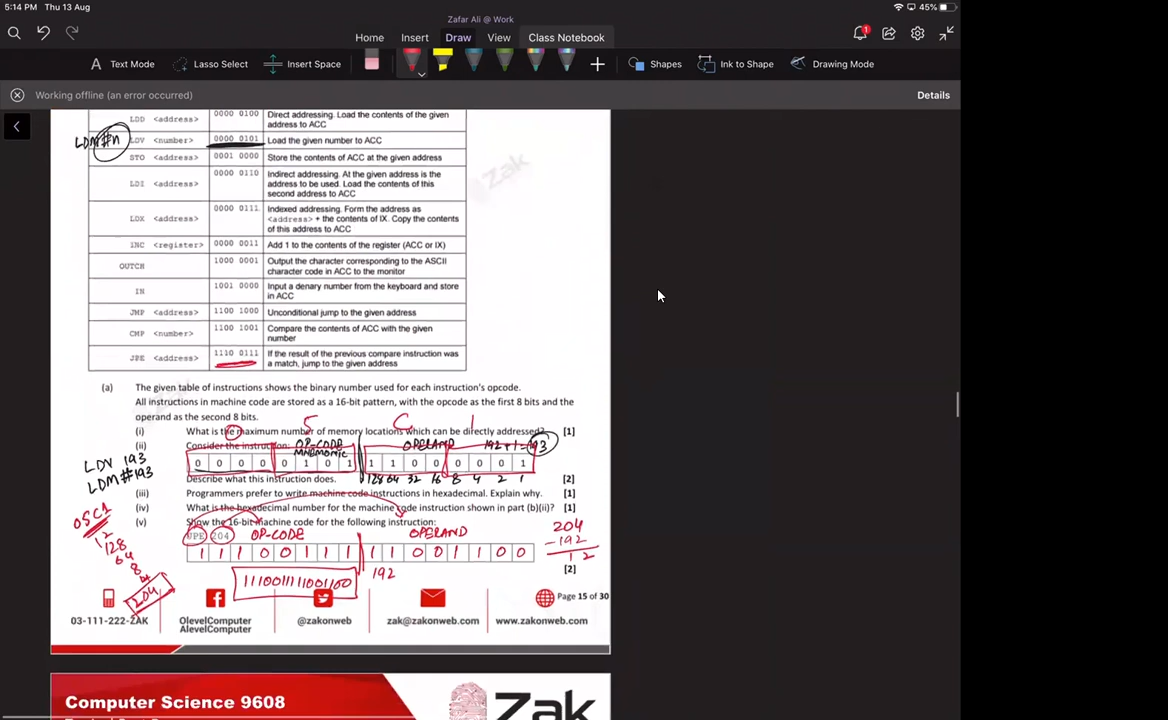 5:14 PM Thu 13 Aug
45%
Zafar Ali @ Work
Home Insert Draw View Class Notebook
1
A Text Mode Lasso Select Insert Space Shapes Ink to Shape Drawing Mode
Working offline (an error occurred) Details
LDD <address> 0000 0100 Direct addressing. Load the contents of the given
address to ACC
LDM#n LDV <number> 0000 0101 Load the given number to ACC
STO <address> 0001 0000 Store the contents of ACC at the given address
LDI <address> 0000 0110 Indirect addressing. At the given address is the
address to be used. Load the contents of this
second address to ACC
LDX <address> 0000 0111 Indexed addressing. Form the address as
<address> + the contents of IX. Copy the contents
of this address to ACC
INC <register> 0000 0011 Add 1 to the contents of the register (ACC or IX)
OUTCH 1000 0001 Output the character corresponding to the ASCII
character code in ACC to the monitor
IN 1001 0000 Input a denary number from the keyboard and store
in ACC
JMP <address> 1100 1000 Unconditional jump to the given address
CMP <number> 1100 1001 Compare the contents of ACC with the given
number
JPE <address> 1110 0111 If the result of the previous compare instruction was
a match, jump to the given address
Zak
(a) The given table of instructions shows the binary number used for each instruction's opcode.
All instructions in machine code are stored as a 16-bit pattern, with the opcode as the first 8 bits and the
operand as the second 8 bits.
0 5 C 1
(i) What is the maximum number of memory locations which can be directly addressed? [1]
(ii) Consider the instruction: OP-CODE OPERAND 192+1=193
MNEMONIC
0 0 0 0 0 1 0 1 1 1 0 0 0 0 0 1
LDV 193
LDM#193
128 64 32 16 8 4 2 1
Describe what this instruction does. [2]
(iii) Programmers prefer to write machine code instructions in hexadecimal. Explain why. [1]
(iv) What is the hexadecimal number for the machine code instruction shown in part (b)(ii)? [1]
(v) Show the 16-bit machine code for the following instruction:
05C1
JPE 204 OP-CODE OPERAND
1 1 1 0 0 1 1 1 1 1 0 0 1 1 0 0
204
-192
12
[2]
12
128
64
8
204
1110011111001100
192
Page 15 of 30
03-111-222-ZAK OlevelComputer @zakonweb zak@zakonweb.com www.zakonweb.com
AlevelComputer
Computer Science 9608
Zak